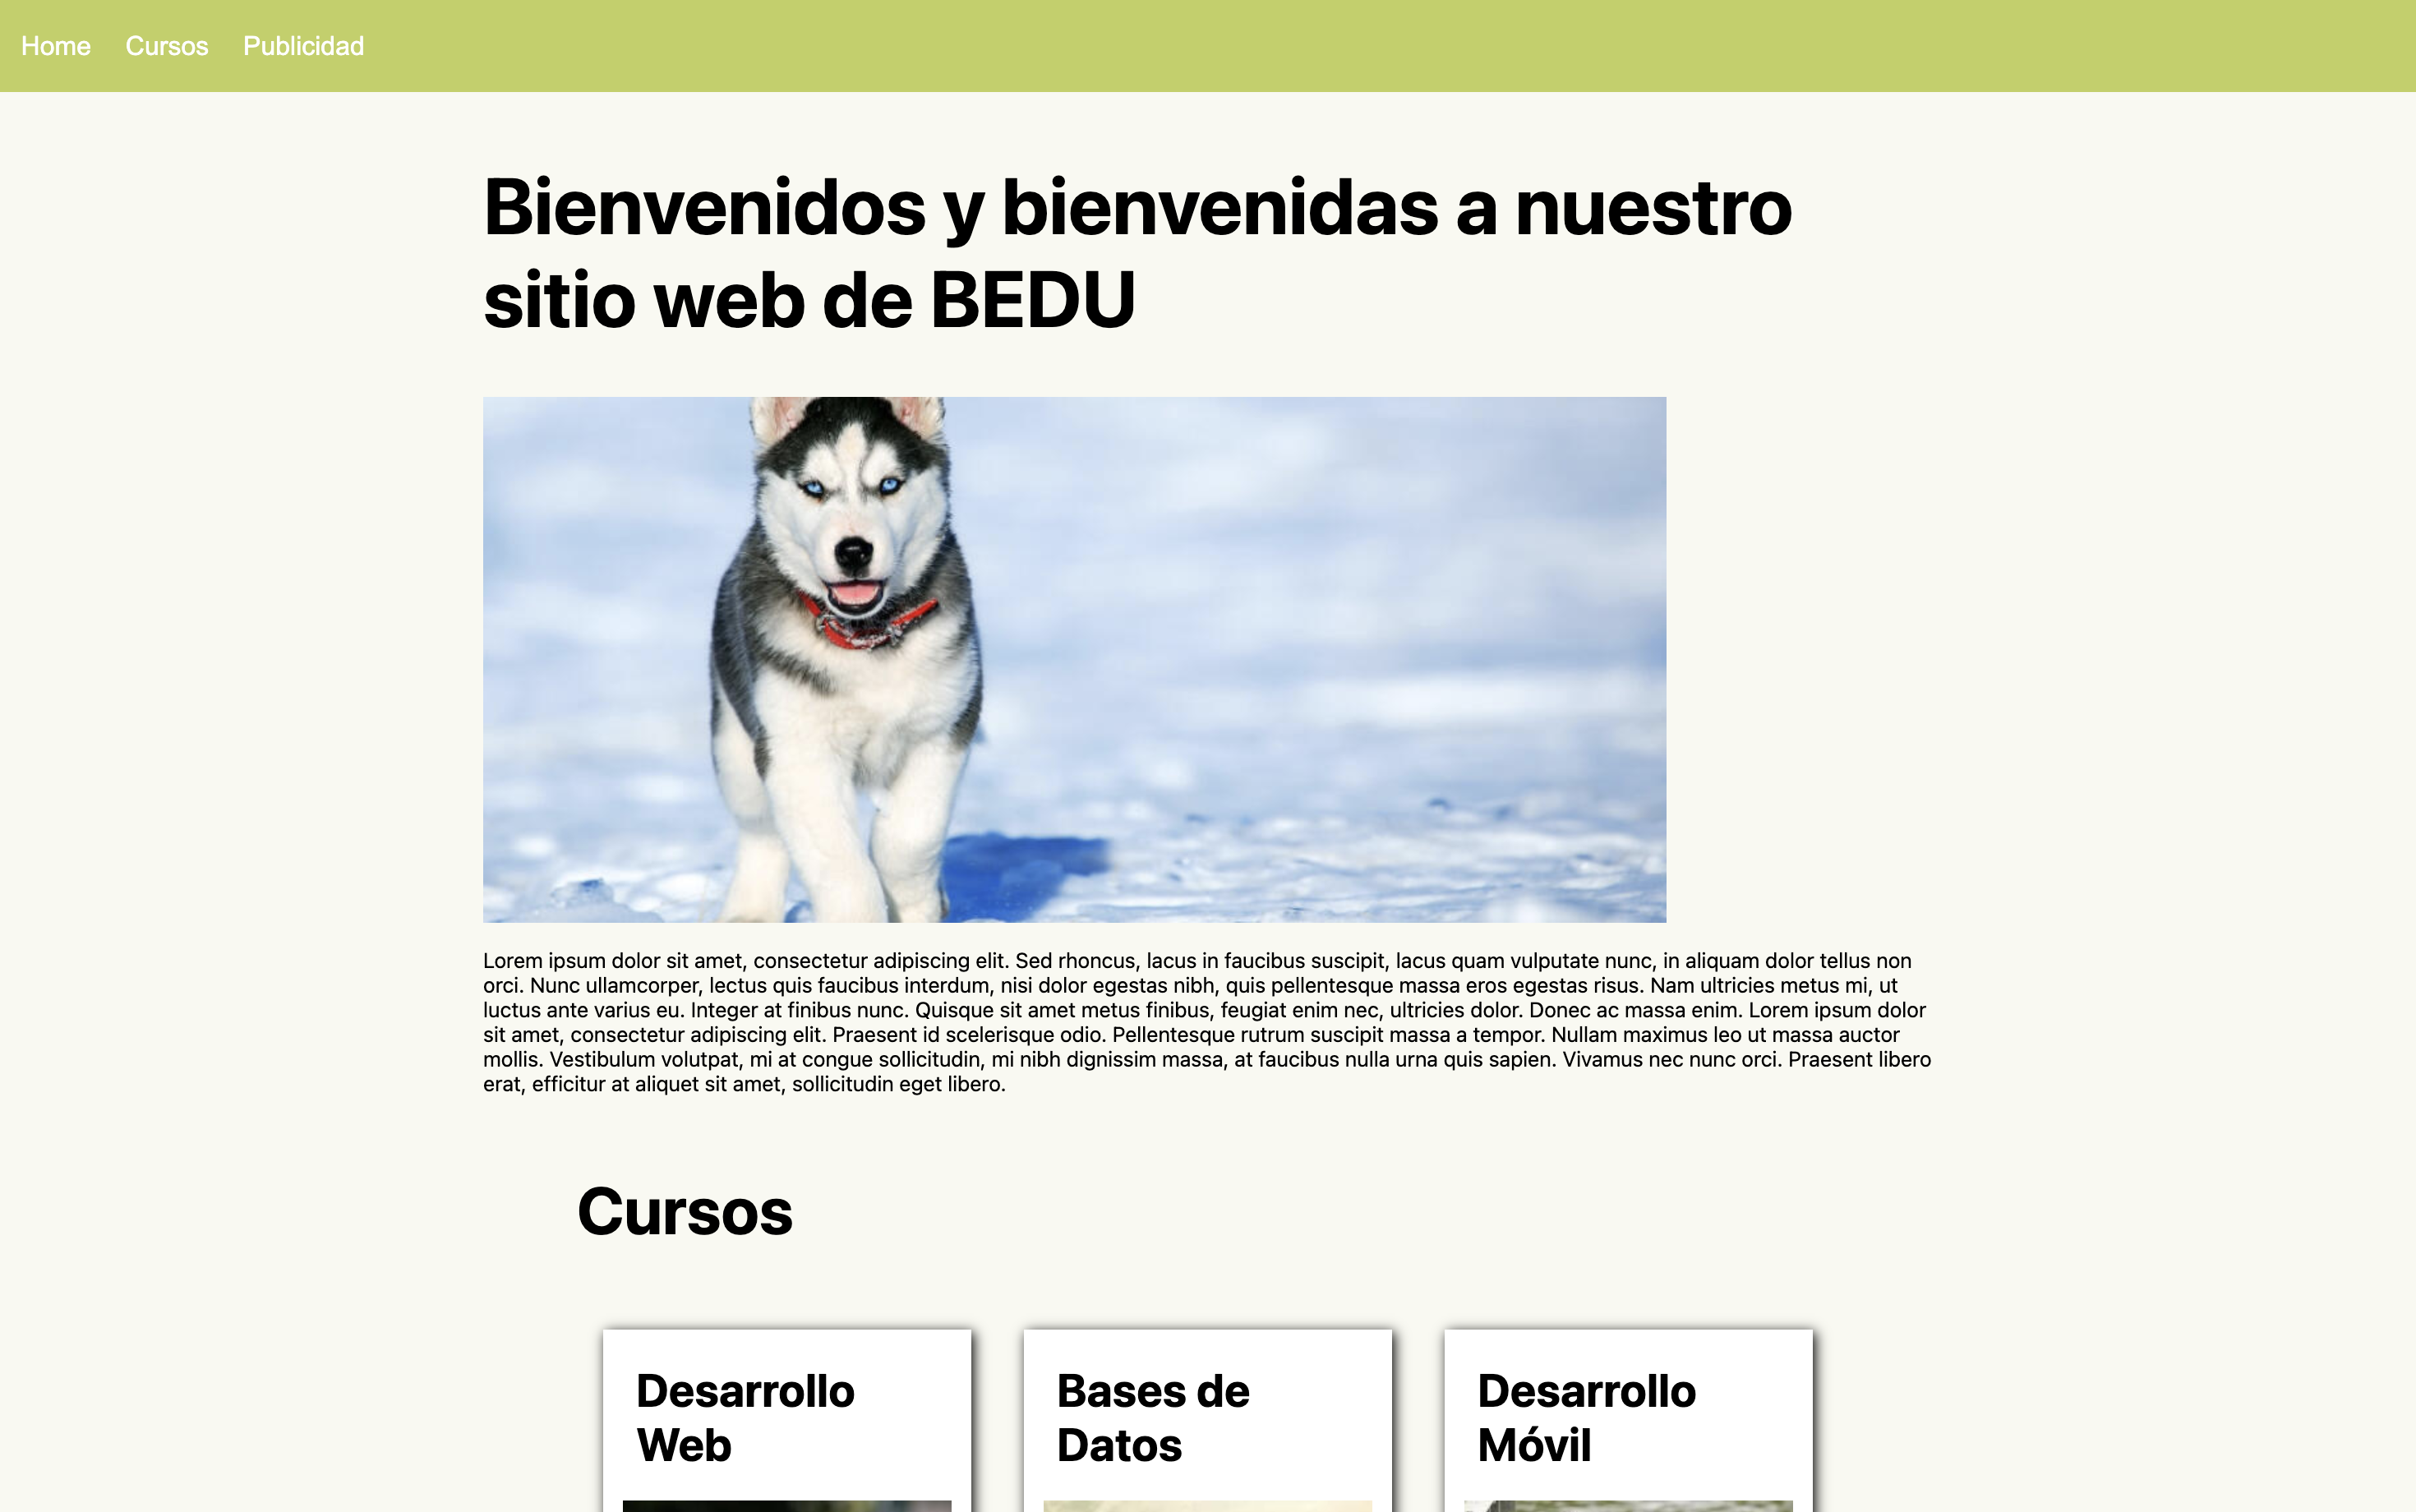 Home Cursos Publicidad
Bienvenidos y bienvenidas a nuestro
sitio web de BEDU
Lorem ipsum dolor sit amet, consectetur adipiscing elit. Sed rhoncus, lacus in faucibus suscipit, lacus quam vulputate nunc, in aliquam dolor tellus non
orci. Nunc ullamcorper, lectus quis faucibus interdum, nisi dolor egestas nibh, quis pellentesque massa eros egestas risus. Nam ultricies metus mi, ut
luctus ante varius eu. Integer at finibus nunc. Quisque sit amet metus finibus, feugiat enim nec, ultricies dolor. Donec ac massa enim. Lorem ipsum dolor
sit amet, consectetur adipiscing elit. Praesent id scelerisque odio. Pellentesque rutrum suscipit massa a tempor. Nullam maximus leo ut massa auctor
mollis. Vestibulum volutpat, mi at congue sollicitudin, mi nibh dignissim massa, at faucibus nulla urna quis sapien. Vivamus nec nunc orci. Praesent libero
erat, efficitur at aliquet sit amet, sollicitudin eget libero.
Cursos
Desarrollo
Web
Bases de
Datos
Desarrollo
Móvil